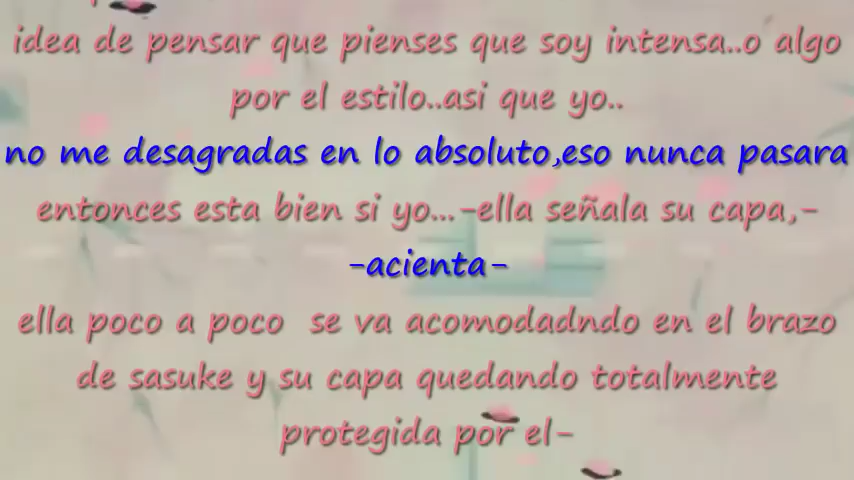 idea de pensar que pienses que soy intensa..o algo
por el estilo..asi que yo..
no me desagradas en lo absoluto,eso nunca pasara
entonces esta bien si yo...-ella señala su capa,-
-acienta-
ella poco a poco  se va acomodadndo en el brazo
de sasuke y su capa quedando totalmente
protegida por el-